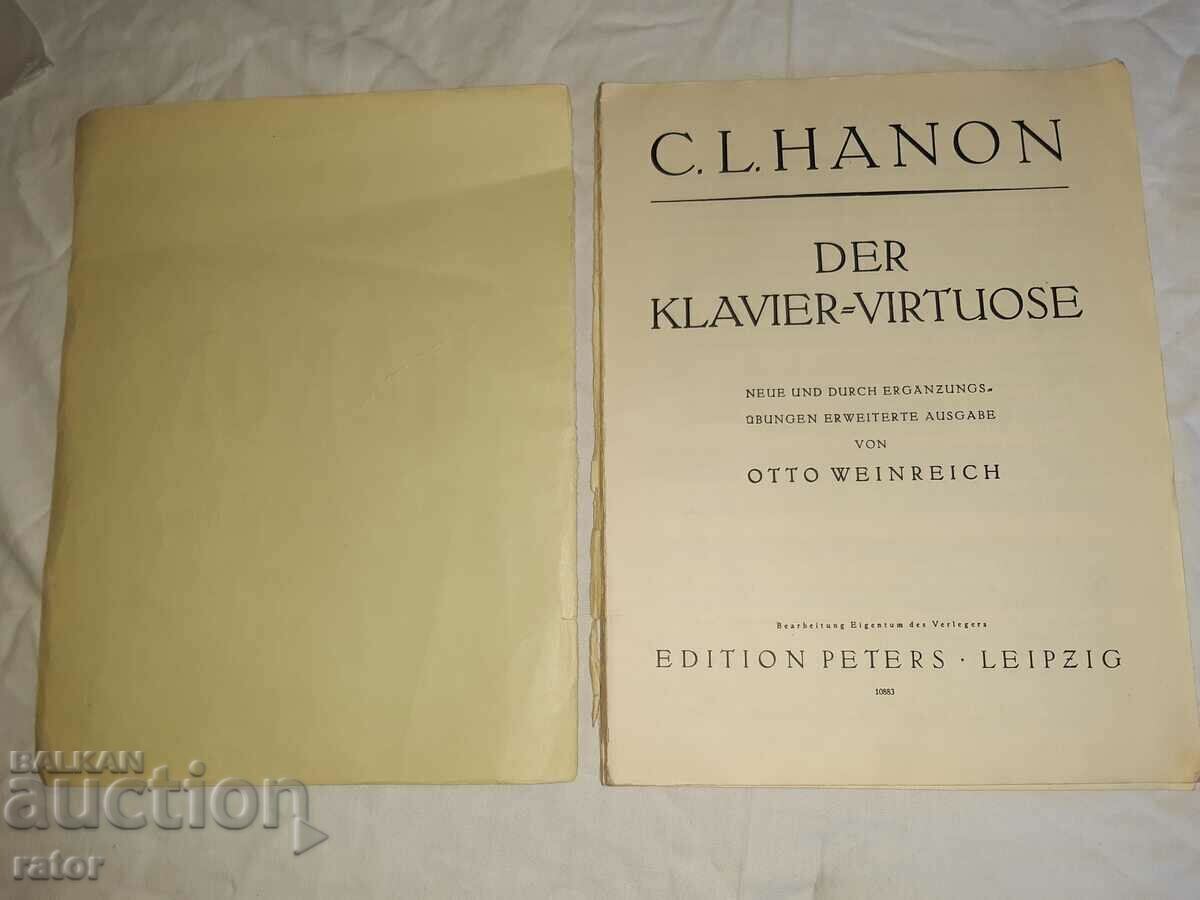 C. L. HANON
DER
KLAVIER=VIRTUOSE
NEUE UND DURCH ERGÄNZUNGS=
ÜBUNGEN ERWEITERTE AUSGABE
VON
OTTO WEINREICH
Bearbeitung Eigentum des Verlegers
EDITION PETERS · LEIPZIG
10883
BALKAN
auction
rator